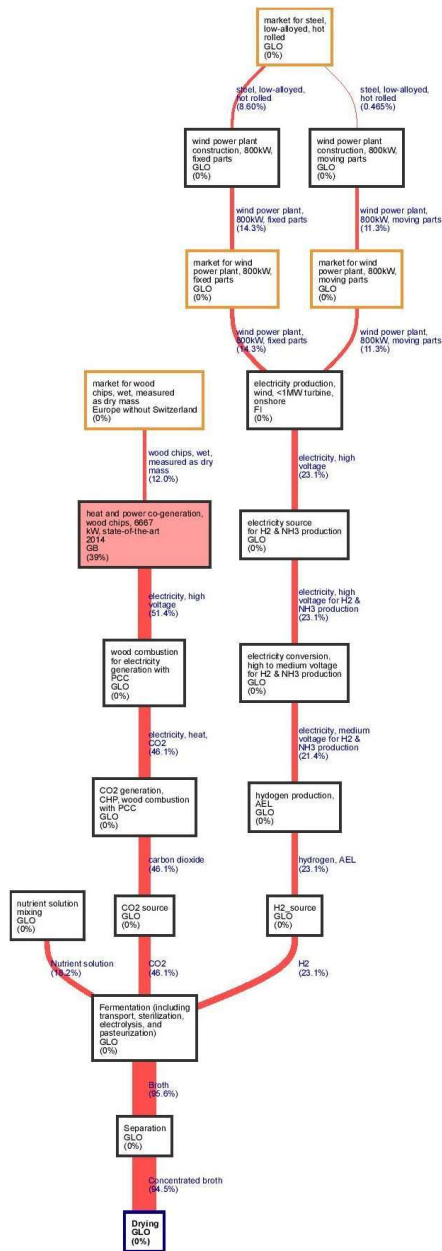 market for steel,
low-alloyed, hot
rolled
GLO
(0%)
steel, low-alloyed,
hot rolled
(8.60%)
steel, low-alloyed,
hot rolled
(0.465%)
wind power plant
construction, 800kW,
fixed parts
GLO
(0%)
wind power plant
construction, 800kW,
moving parts
GLO
(0%)
wind power plant,
800kW, fixed parts
(14.3%)
wind power plant,
800kW, moving parts
(11.3%)
market for wind
power plant, 800kW,
fixed parts
GLO
(0%)
market for wind
power plant, 800kW,
moving parts
GLO
(0%)
wind power plant,
800kW, fixed parts
(14.3%)
wind power plant,
800kW, moving parts
(11.3%)
market for wood
chips, wet, measured
as dry mass
Europe without Switzerland
(0%)
electricity production,
wind, <1MW turbine,
onshore
FI
(0%)
wood chips, wet,
measured as dry
mass
(12.0%)
electricity, high
voltage
(23.1%)
heat and power co-generation,
wood chips, 6667
kW, state-of-the-art
2014
GB
(39%)
electricity source
for H2 & NH3 production
GLO
(0%)
electricity, high
voltage
(51.4%)
electricity, high
voltage for H2 &
NH3 production
(23.1%)
wood combustion
for electricity
generation with
PCC
GLO
(0%)
electricity conversion,
high to medium voltage
for H2 & NH3 production
GLO
(0%)
electricity, heat,
CO2
(46.1%)
electricity, medium
voltage for H2 &
NH3 production
(21.4%)
CO2 generation,
CHP, wood combustion
with PCC
GLO
(0%)
hydogen production,
AEL
GLO
(0%)
carbon dioxide
(46.1%)
hydrogen, AEL
(23.1%)
nutrient solution
mixing
GLO
(0%)
CO2 source
GLO
(0%)
H2_source
GLO
(0%)
Nutrient solution
(18.2%)
CO2
(46.1%)
H2
(23.1%)
Fermentation (including
transport, sterilization,
electrolysis, and
pasteurization)
GLO
(0%)
Broth
(95.6%)
Separation
GLO
(0%)
Concentrated broth
(94.5%)
Drying
GLO
(0%)